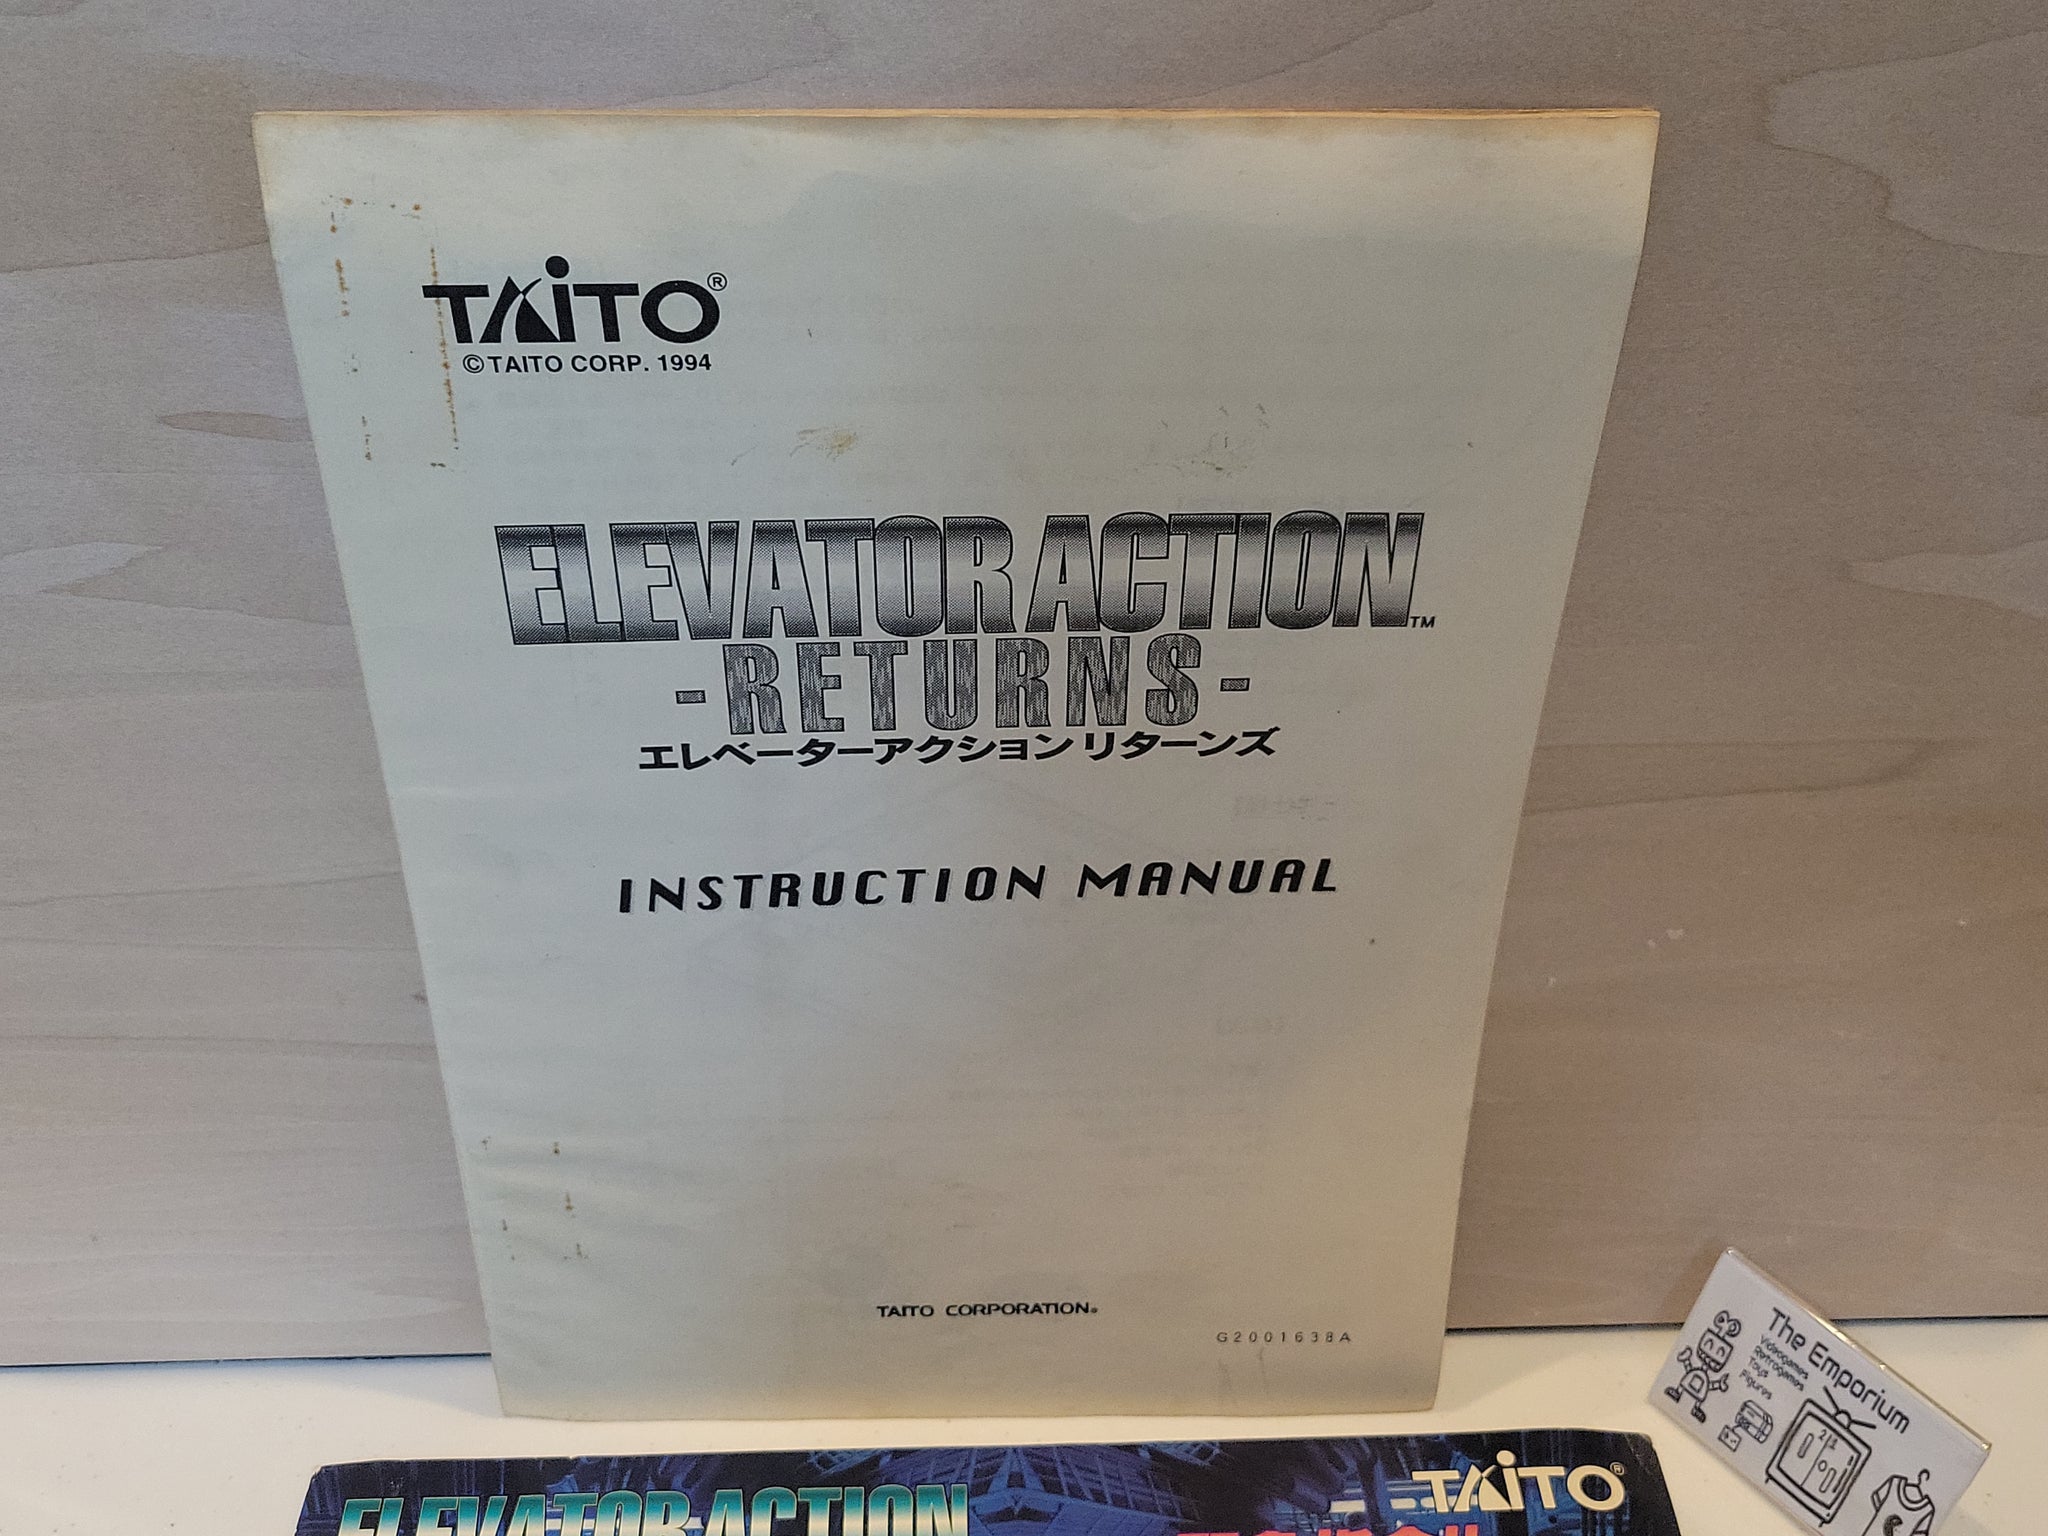 TAITO®
© TAITO CORP. 1994
ELEVATOR ACTION™
- RETURNS -
エレベーターアクション リターンズ
INSTRUCTION MANUAL
TAITO CORPORATION®
G2001638A
The Emporium
Videogames
Retrogames
Toys
Figures
TAITO®
ELEVATOR ACTION